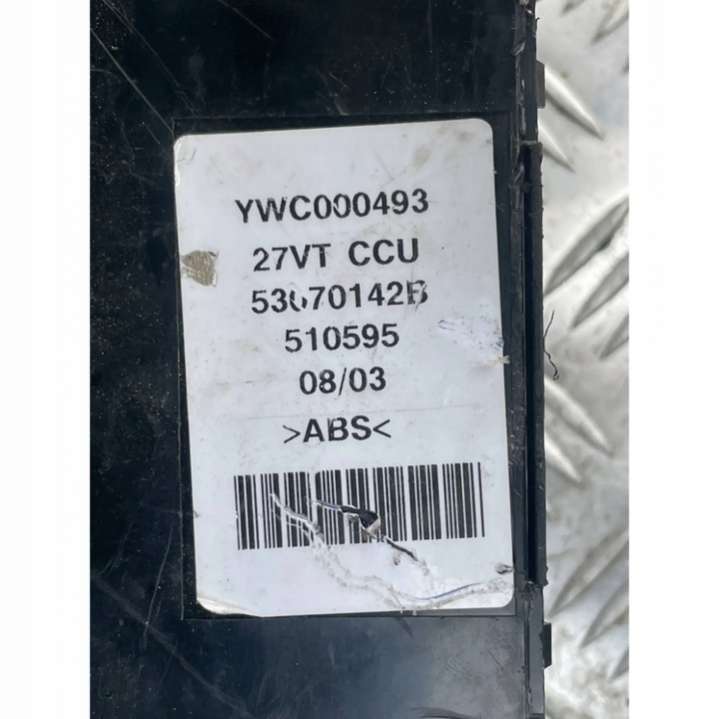 YWC000493
27VT CCU
53070142B
510595
08/03
>ABS<